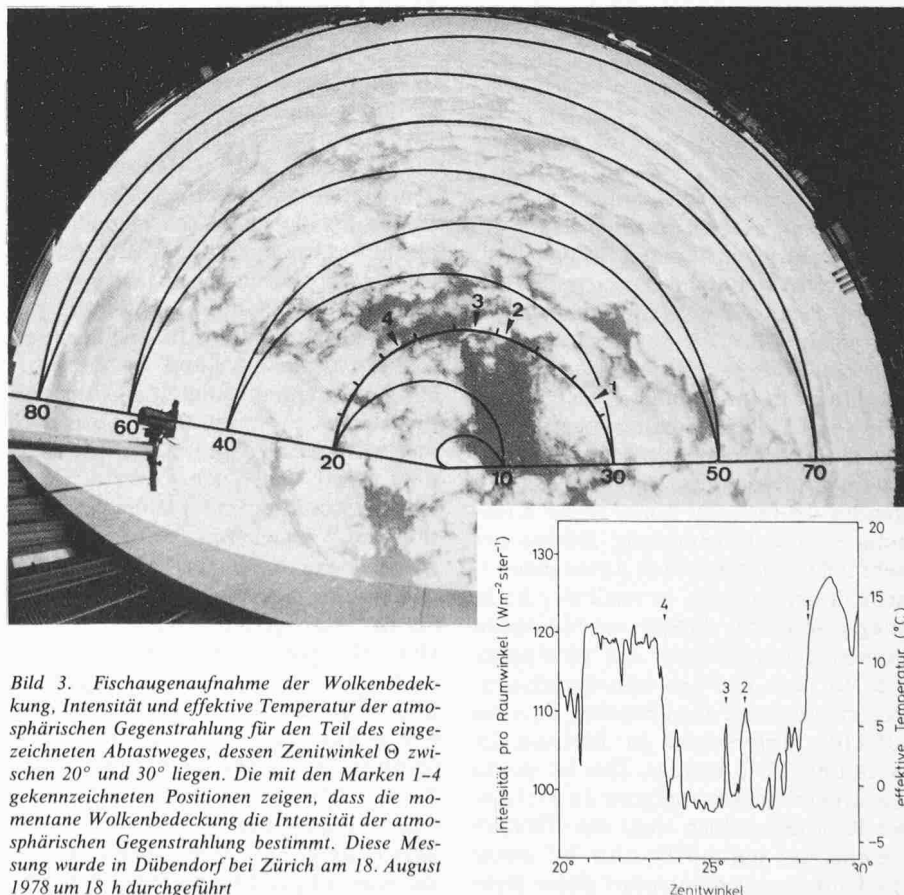 80
60
40
20
10
30
50
70
4
3
2
1
Bild 3. Fischaugenaufnahme der Wolkenbedek-
kung, Intensität und effektive Temperatur der atmo-
sphärischen Gegenstrahlung für den Teil des einge-
zeichneten Abtastweges, dessen Zenitwinkel Θ zwi-
schen 20° und 30° liegen. Die mit den Marken 1–4
gekennzeichneten Positionen zeigen, dass die mo-
mentane Wolkenbedeckung die Intensität der atmo-
sphärischen Gegenstrahlung bestimmt. Diese Mes-
sung wurde in Dübendorf bei Zürich am 18. August
1978 um 18 h durchgeführt
Intensität pro Raumwinkel (Wm⁻²ster⁻¹)
130
120
110
100
4
3
2
1
20
15
10
5
0
−5
effektive Temperatur (°C)
20°
25°
30°
Zenitwinkel